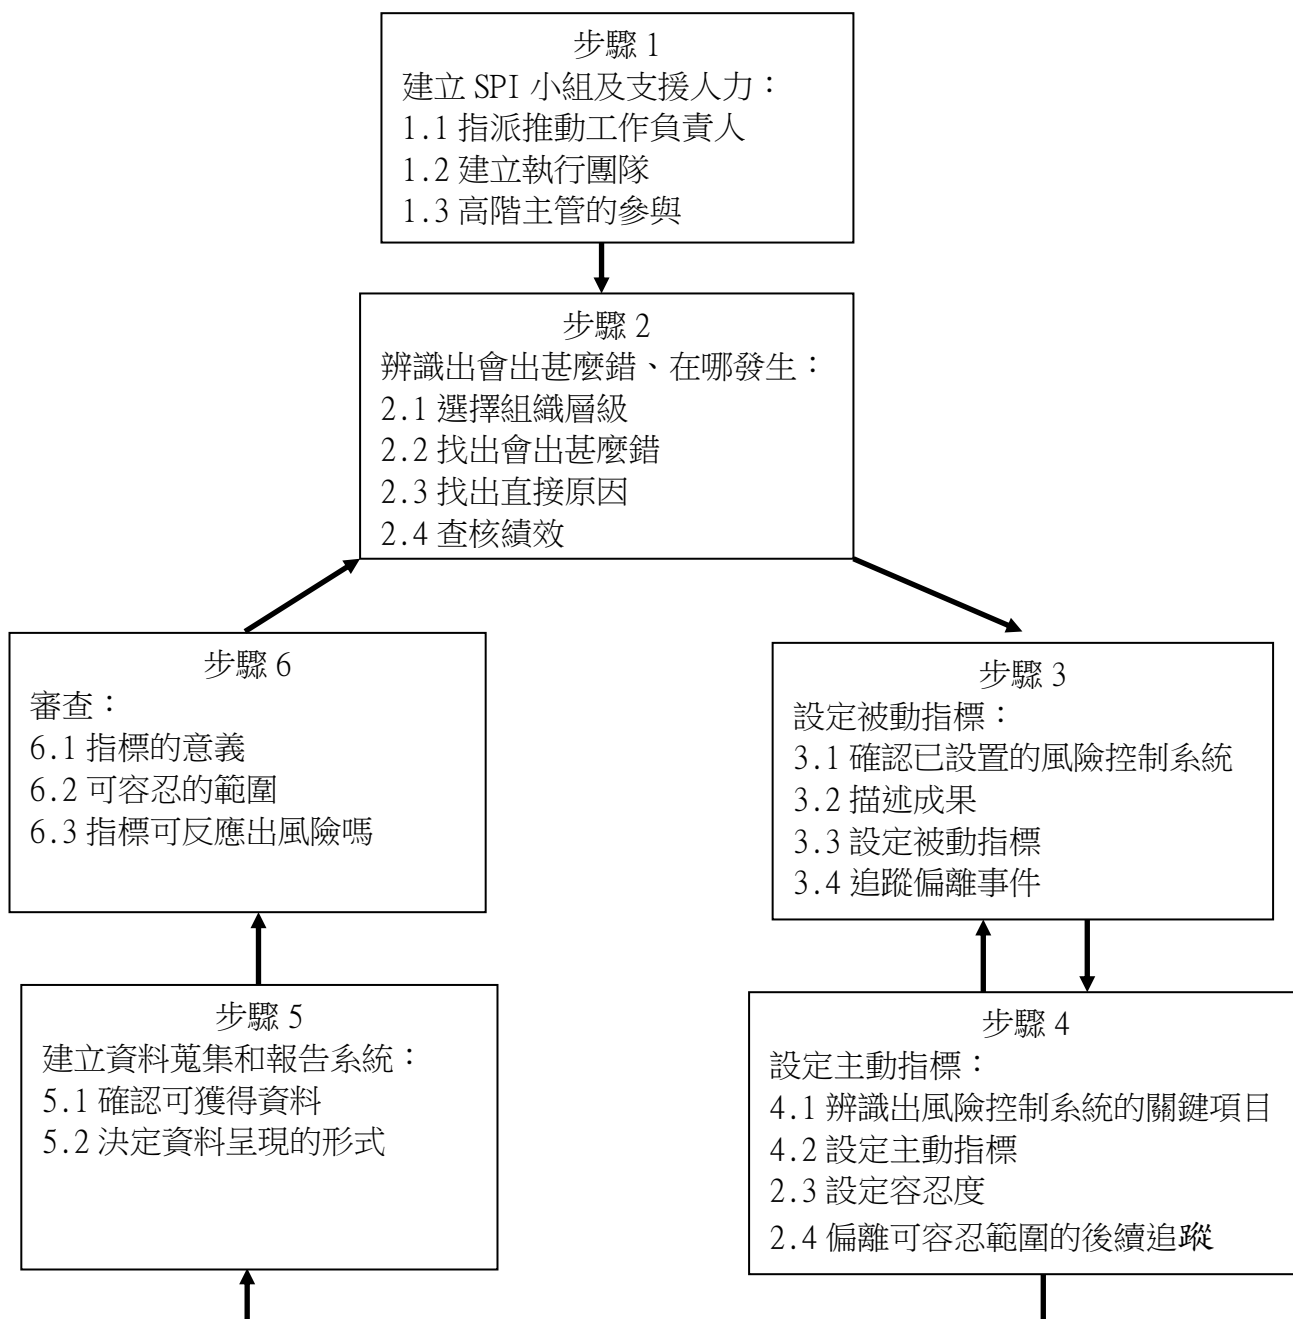 步驟 1
建立 SPI 小組及支援人力：
1.1 指派推動工作負責人
1.2 建立執行團隊
1.3 高階主管的參與
步驟 2
辨識出會出甚麼錯、在哪發生：
2.1 選擇組織層級
2.2 找出會出甚麼錯
2.3 找出直接原因
2.4 查核績效
步驟 3
設定被動指標：
3.1 確認已設置的風險控制系統
3.2 描述成果
3.3 設定被動指標
3.4 追蹤偏離事件
步驟 4
設定主動指標：
4.1 辨識出風險控制系統的關鍵項目
4.2 設定主動指標
2.3 設定容忍度
2.4 偏離可容忍範圍的後續追蹤
步驟 5
建立資料蒐集和報告系統：
5.1 確認可獲得資料
5.2 決定資料呈現的形式
步驟 6
審查：
6.1 指標的意義
6.2 可容忍的範圍
6.3 指標可反應出風險嗎